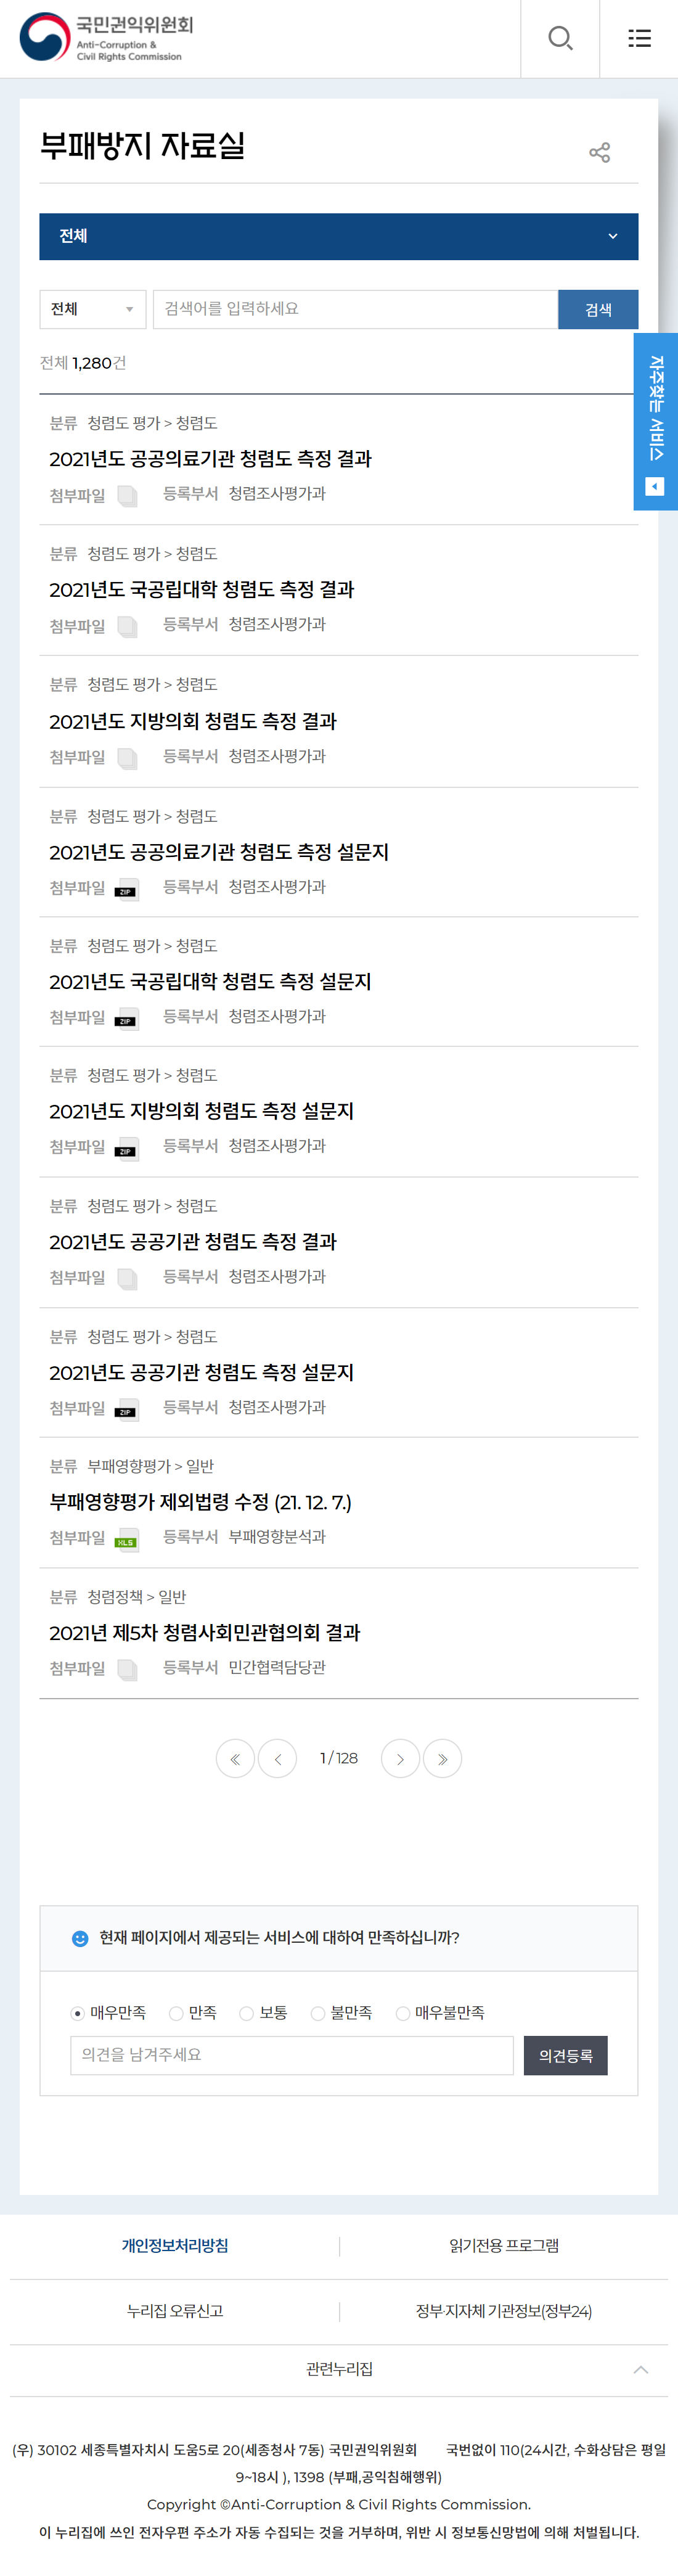 국민권익위원회
Anti-Corruption &
Civil Rights Commission
부패방지 자료실
전체
전체 검색어를 입력하세요 검색
전체 1,280건
자주찾는 서비스
분류 청렴도 평가 > 청렴도
2021년도 공공의료기관 청렴도 측정 결과
첨부파일 등록부서 청렴조사평가과
분류 청렴도 평가 > 청렴도
2021년도 국공립대학 청렴도 측정 결과
첨부파일 등록부서 청렴조사평가과
분류 청렴도 평가 > 청렴도
2021년도 지방의회 청렴도 측정 결과
첨부파일 등록부서 청렴조사평가과
분류 청렴도 평가 > 청렴도
2021년도 공공의료기관 청렴도 측정 설문지
첨부파일 ZIP 등록부서 청렴조사평가과
분류 청렴도 평가 > 청렴도
2021년도 국공립대학 청렴도 측정 설문지
첨부파일 ZIP 등록부서 청렴조사평가과
분류 청렴도 평가 > 청렴도
2021년도 지방의회 청렴도 측정 설문지
첨부파일 ZIP 등록부서 청렴조사평가과
분류 청렴도 평가 > 청렴도
2021년도 공공기관 청렴도 측정 결과
첨부파일 등록부서 청렴조사평가과
분류 청렴도 평가 > 청렴도
2021년도 공공기관 청렴도 측정 설문지
첨부파일 ZIP 등록부서 청렴조사평가과
분류 부패영향평가 > 일반
부패영향평가 제외법령 수정 (21. 12. 7.)
첨부파일 XLS 등록부서 부패영향분석과
분류 청렴정책 > 일반
2021년 제5차 청렴사회민관협의회 결과
첨부파일 등록부서 민간협력담당관
1 / 128
현재 페이지에서 제공되는 서비스에 대하여 만족하십니까?
매우만족 만족 보통 불만족 매우불만족
의견을 남겨주세요 의견등록
개인정보처리방침 읽기전용 프로그램
누리집 오류신고 정부·지자체 기관정보(정부24)
관련누리집
(우) 30102 세종특별자치시 도움5로 20(세종청사 7동) 국민권익위원회 국번없이 110(24시간, 수화상담은 평일
9~18시 ), 1398 (부패,공익침해행위)
Copyright ©Anti-Corruption & Civil Rights Commission.
이 누리집에 쓰인 전자우편 주소가 자동 수집되는 것을 거부하며, 위반 시 정보통신망법에 의해 처벌됩니다.